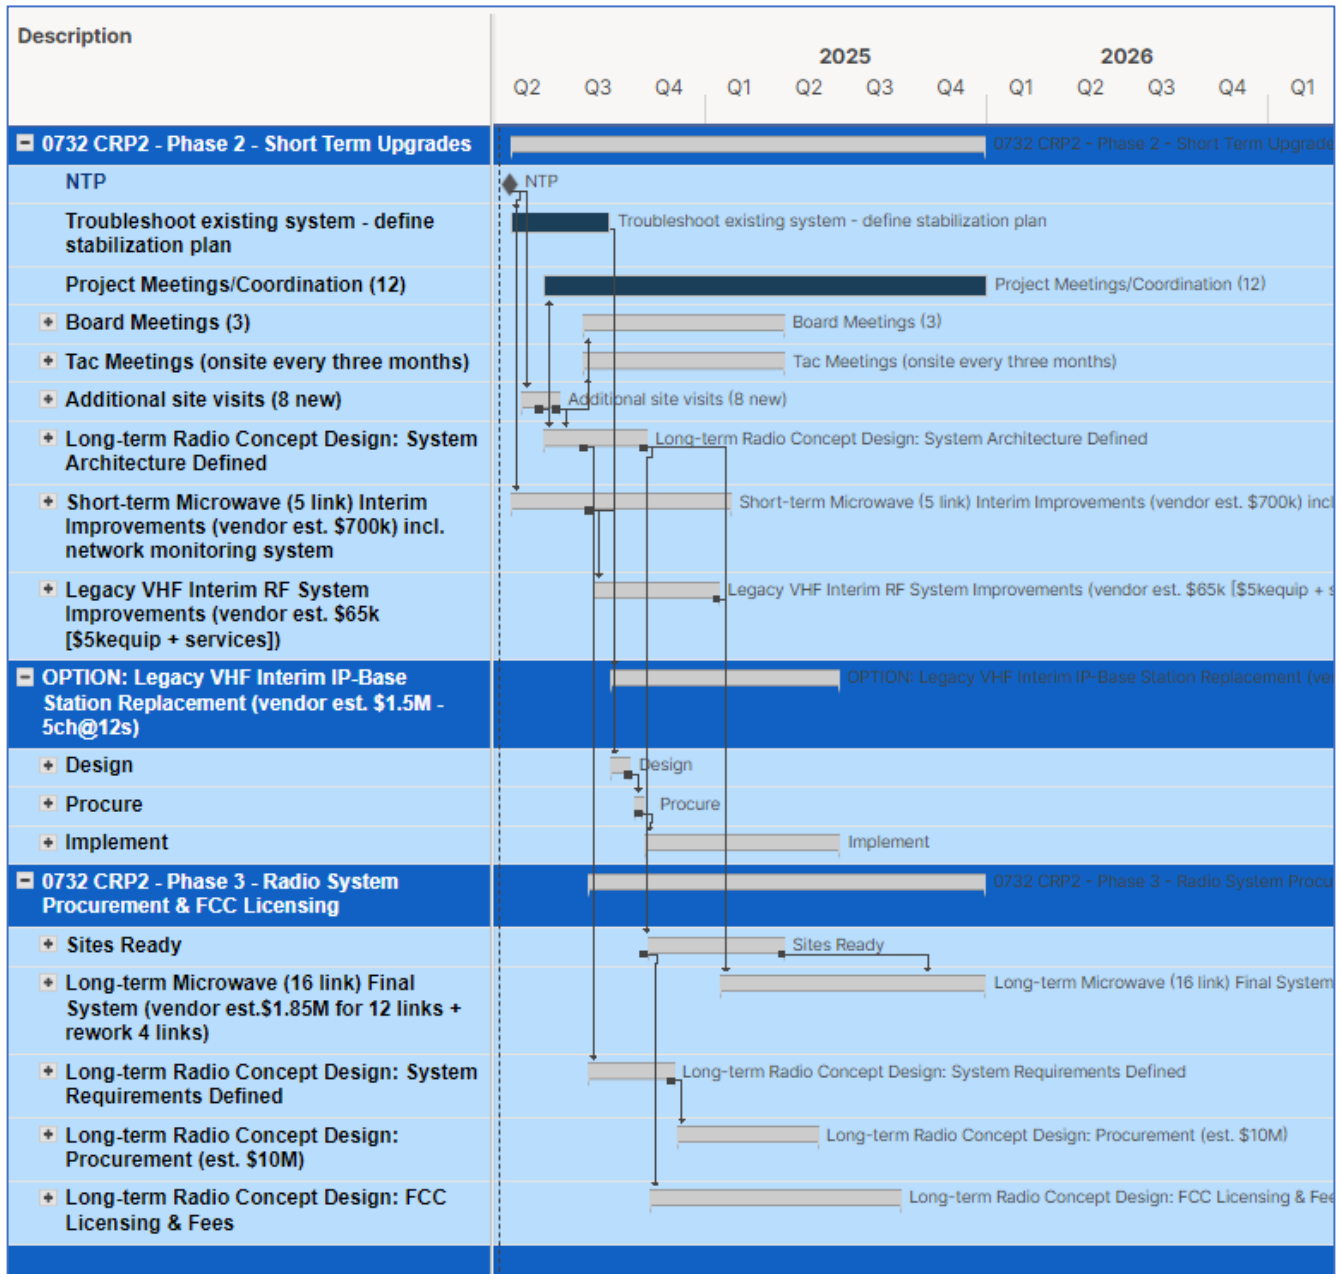 Description
2025 2026
Q2 Q3 Q4 Q1 Q2 Q3 Q4 Q1 Q2 Q3 Q4 Q1
0732 CRP2 - Phase 2 - Short Term Upgrades
0732 CRP2 - Phase 2 - Short Term Upgrade
NTP
NTP
Troubleshoot existing system - define
stabilization plan
Troubleshoot existing system - define stabilization plan
Project Meetings/Coordination (12)
Project Meetings/Coordination (12)
Board Meetings (3)
Board Meetings (3)
Tac Meetings (onsite every three months)
Tac Meetings (onsite every three months)
Additional site visits (8 new)
Additional site visits (8 new)
Long-term Radio Concept Design: System
Architecture Defined
Long-term Radio Concept Design: System Architecture Defined
Short-term Microwave (5 link) Interim
Improvements (vendor est. $700k) incl.
network monitoring system
Short-term Microwave (5 link) Interim Improvements (vendor est. $700k) incl
Legacy VHF Interim RF System
Improvements (vendor est. $65k
[$5kequip + services])
Legacy VHF Interim RF System Improvements (vendor est. $65k [$5kequip + s
OPTION: Legacy VHF Interim IP-Base
Station Replacement (vendor est. $1.5M -
5ch@12s)
OPTION: Legacy VHF Interim IP-Base Station Replacement (ve
Design
Design
Procure
Procure
Implement
Implement
0732 CRP2 - Phase 3 - Radio System
Procurement & FCC Licensing
0732 CRP2 - Phase 3 - Radio System Procu
Sites Ready
Sites Ready
Long-term Microwave (16 link) Final
System (vendor est.$1.85M for 12 links +
rework 4 links)
Long-term Microwave (16 link) Final System
Long-term Radio Concept Design: System
Requirements Defined
Long-term Radio Concept Design: System Requirements Defined
Long-term Radio Concept Design:
Procurement (est. $10M)
Long-term Radio Concept Design: Procurement (est. $10M)
Long-term Radio Concept Design: FCC
Licensing & Fees
Long-term Radio Concept Design: FCC Licensing & Fee